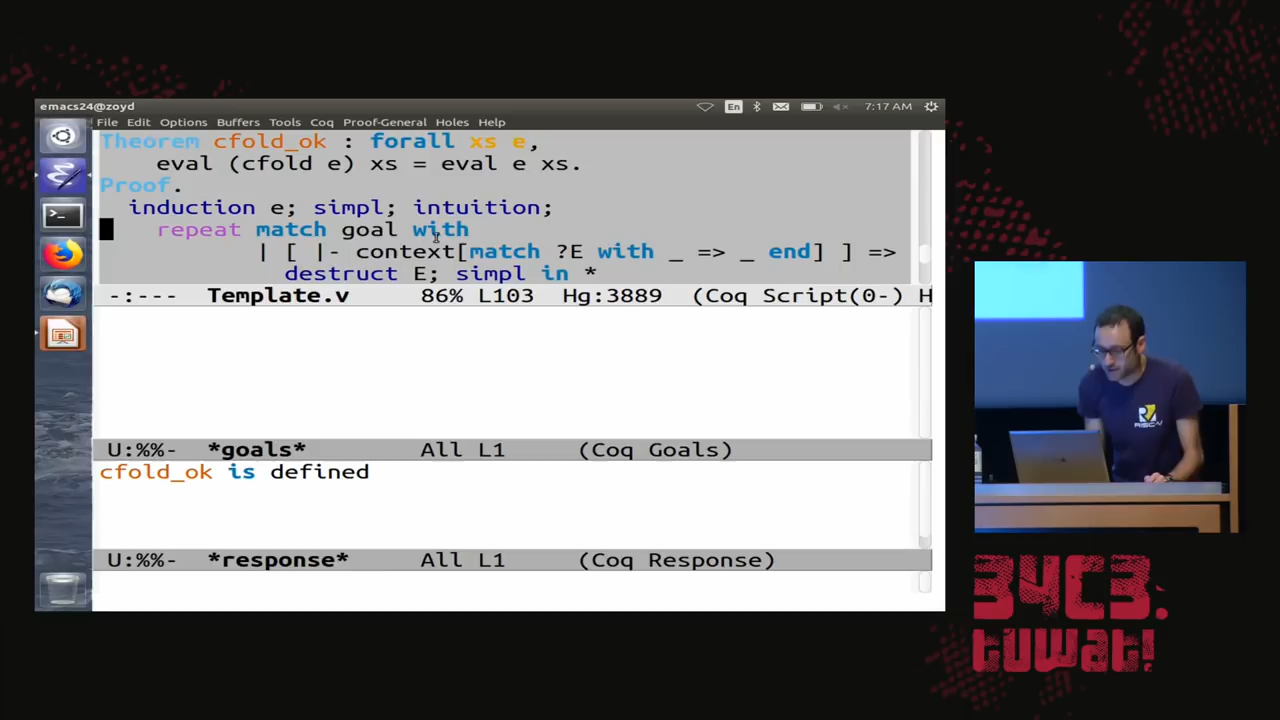 emacs24@zoyd
En
7:17 AM
File Edit Options Buffers Tools Coq Proof-General Holes Help
Theorem cfold_ok : forall xs e,
eval (cfold e) xs = eval e xs.
Proof.
induction e; simpl; intuition;
repeat match goal with
| [ |- context[match ?E with _ => _ end] ] =>
destruct E; simpl in *
-:--- Template.v 86% L103 Hg:3889 (Coq Script(0-) H
U:%%- *goals* All L1 (Coq Goals)
cfold_ok is defined
U:%%- *response* All L1 (Coq Response)
RISC-V
34C3.
tuwat!